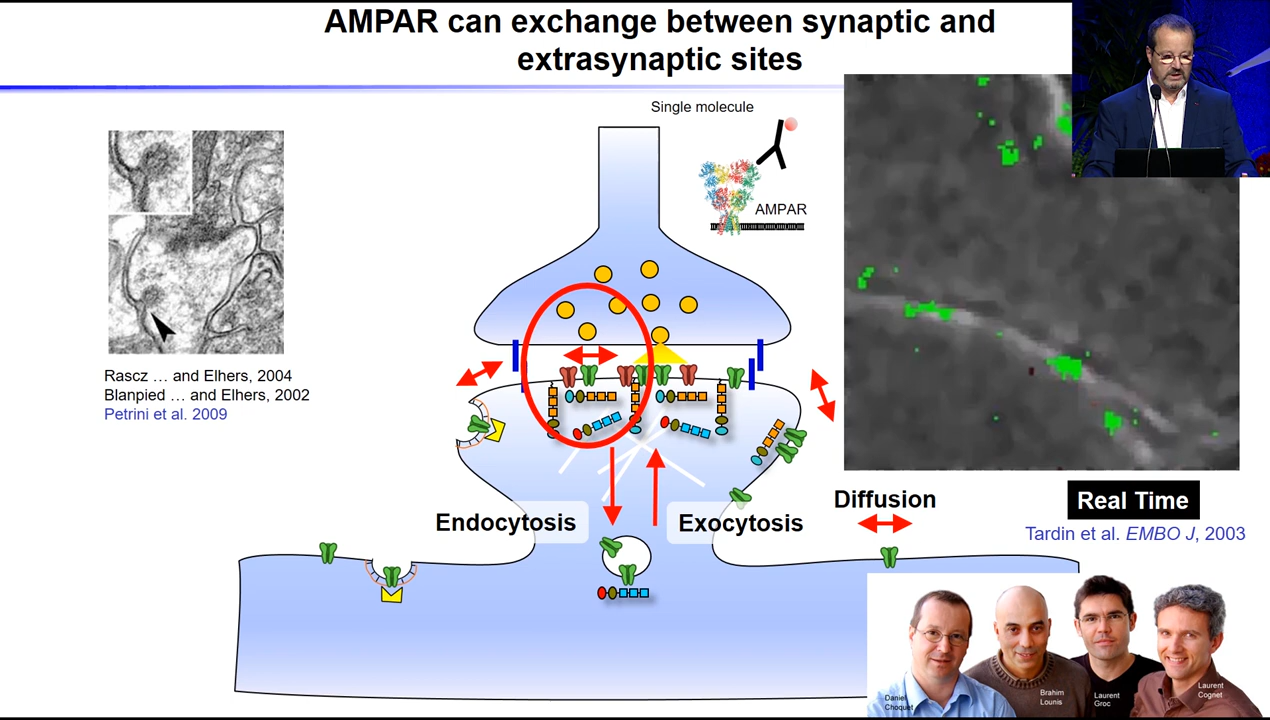 AMPAR can exchange between synaptic and
extrasynaptic sites
Single molecule
AMPAR
Rascz … and Elhers, 2004
Blanpied … and Elhers, 2002
Petrini et al. 2009
Endocytosis
Exocytosis
Diffusion
Real Time
Tardin et al. EMBO J, 2003
Daniel
Choquet
Brahim
Lounis
Laurent
Groc
Laurent
Cognet